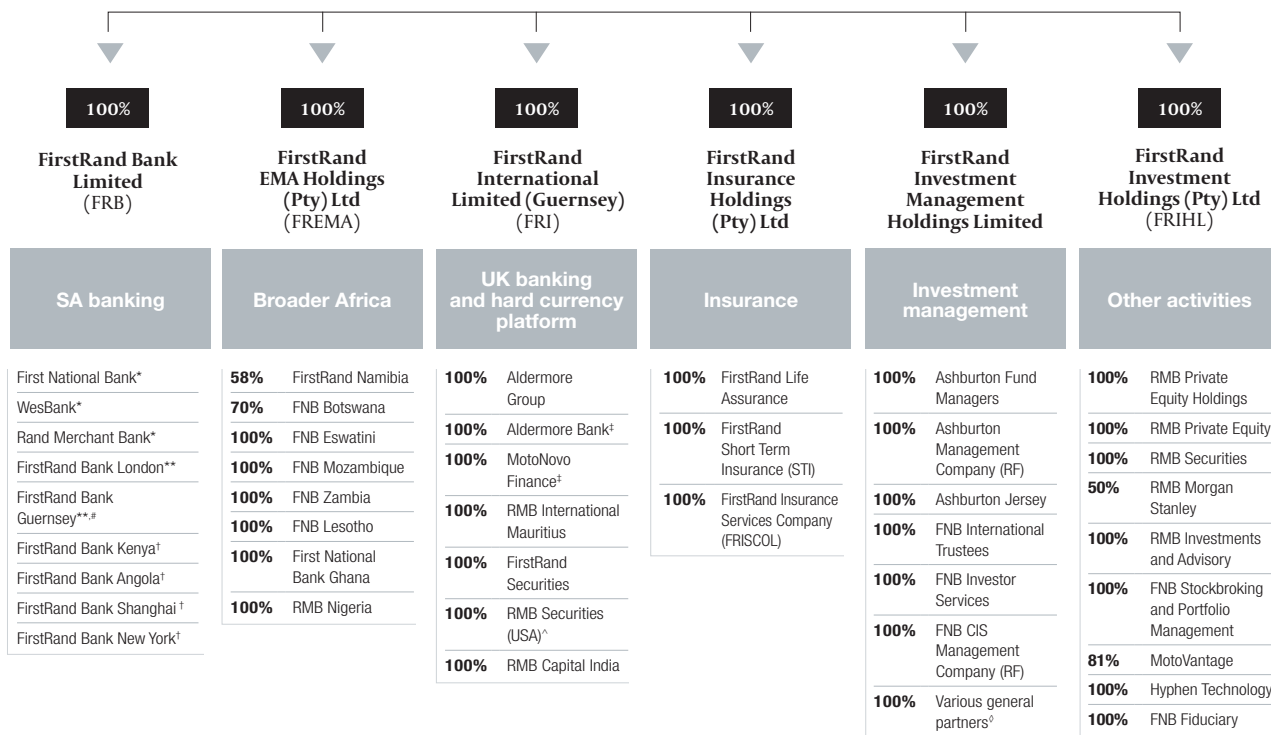 100%
FirstRand Bank
Limited
(FRB)
SA banking
First National Bank*
WesBank*
Rand Merchant Bank*
FirstRand Bank London**
FirstRand Bank
Guernsey**,#
FirstRand Bank Kenya†
FirstRand Bank Angola†
FirstRand Bank Shanghai †
FirstRand Bank New York†
100%
FirstRand
EMA Holdings
(Pty) Ltd
(FREMA)
Broader Africa
58% FirstRand Namibia
70% FNB Botswana
100% FNB Eswatini
100% FNB Mozambique
100% FNB Zambia
100% FNB Lesotho
100% First National
Bank Ghana
100% RMB Nigeria
100%
FirstRand
International
Limited (Guernsey)
(FRI)
UK banking
and hard currency
platform
100% Aldermore
Group
100% Aldermore Bank‡
100% MotoNovo
Finance‡
100% RMB International
Mauritius
100% FirstRand
Securities
100% RMB Securities
(USA)^
100% RMB Capital India
100%
FirstRand
Insurance
Holdings
(Pty) Ltd
Insurance
100% FirstRand Life
Assurance
100% FirstRand
Short Term
Insurance (STI)
100% FirstRand Insurance
Services Company
(FRISCOL)
100%
FirstRand
Investment
Management
Holdings Limited
Investment
management
100% Ashburton Fund
Managers
100% Ashburton
Management
Company (RF)
100% Ashburton Jersey
100% FNB International
Trustees
100% FNB Investor
Services
100% FNB CIS
Management
Company (RF)
100% Various general
partners◊
100%
FirstRand
Investment
Holdings (Pty) Ltd
(FRIHL)
Other activities
100% RMB Private
Equity Holdings
100% RMB Private Equity
100% RMB Securities
50% RMB Morgan
Stanley
100% RMB Investments
and Advisory
100% FNB Stockbroking
and Portfolio
Management
81% MotoVantage
100% Hyphen Technology
100% FNB Fiduciary